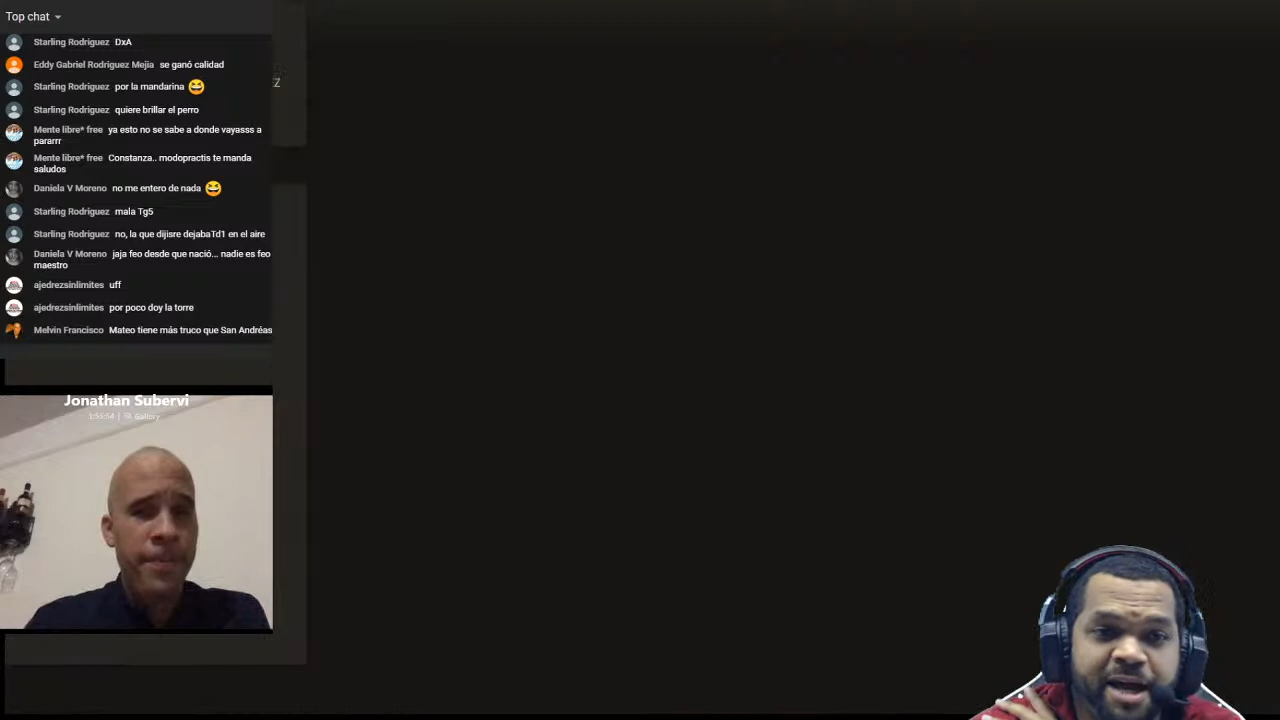 Top chat
Starling Rodriguez DxA
Eddy Gabriel Rodriguez Mejia se ganó calidad
Starling Rodriguez por la mandarina
Starling Rodriguez quiere brillar el perro
Mente libre* free ya esto no se sabe a donde vayasss a
pararrr
Mente libre* free Constanza.. modopractis te manda
saludos
Daniela V Moreno no me entero de nada
Starling Rodriguez mala Tg5
Starling Rodriguez no, la que dijisre dejabaTd1 en el aire
Daniela V Moreno jaja feo desde que nació... nadie es feo
maestro
ajedrezsinlimites uff
ajedrezsinlimites por poco doy la torre
Melvin Francisco Mateo tiene más truco que San Andréas
Z
Jonathan Subervi
Gallery